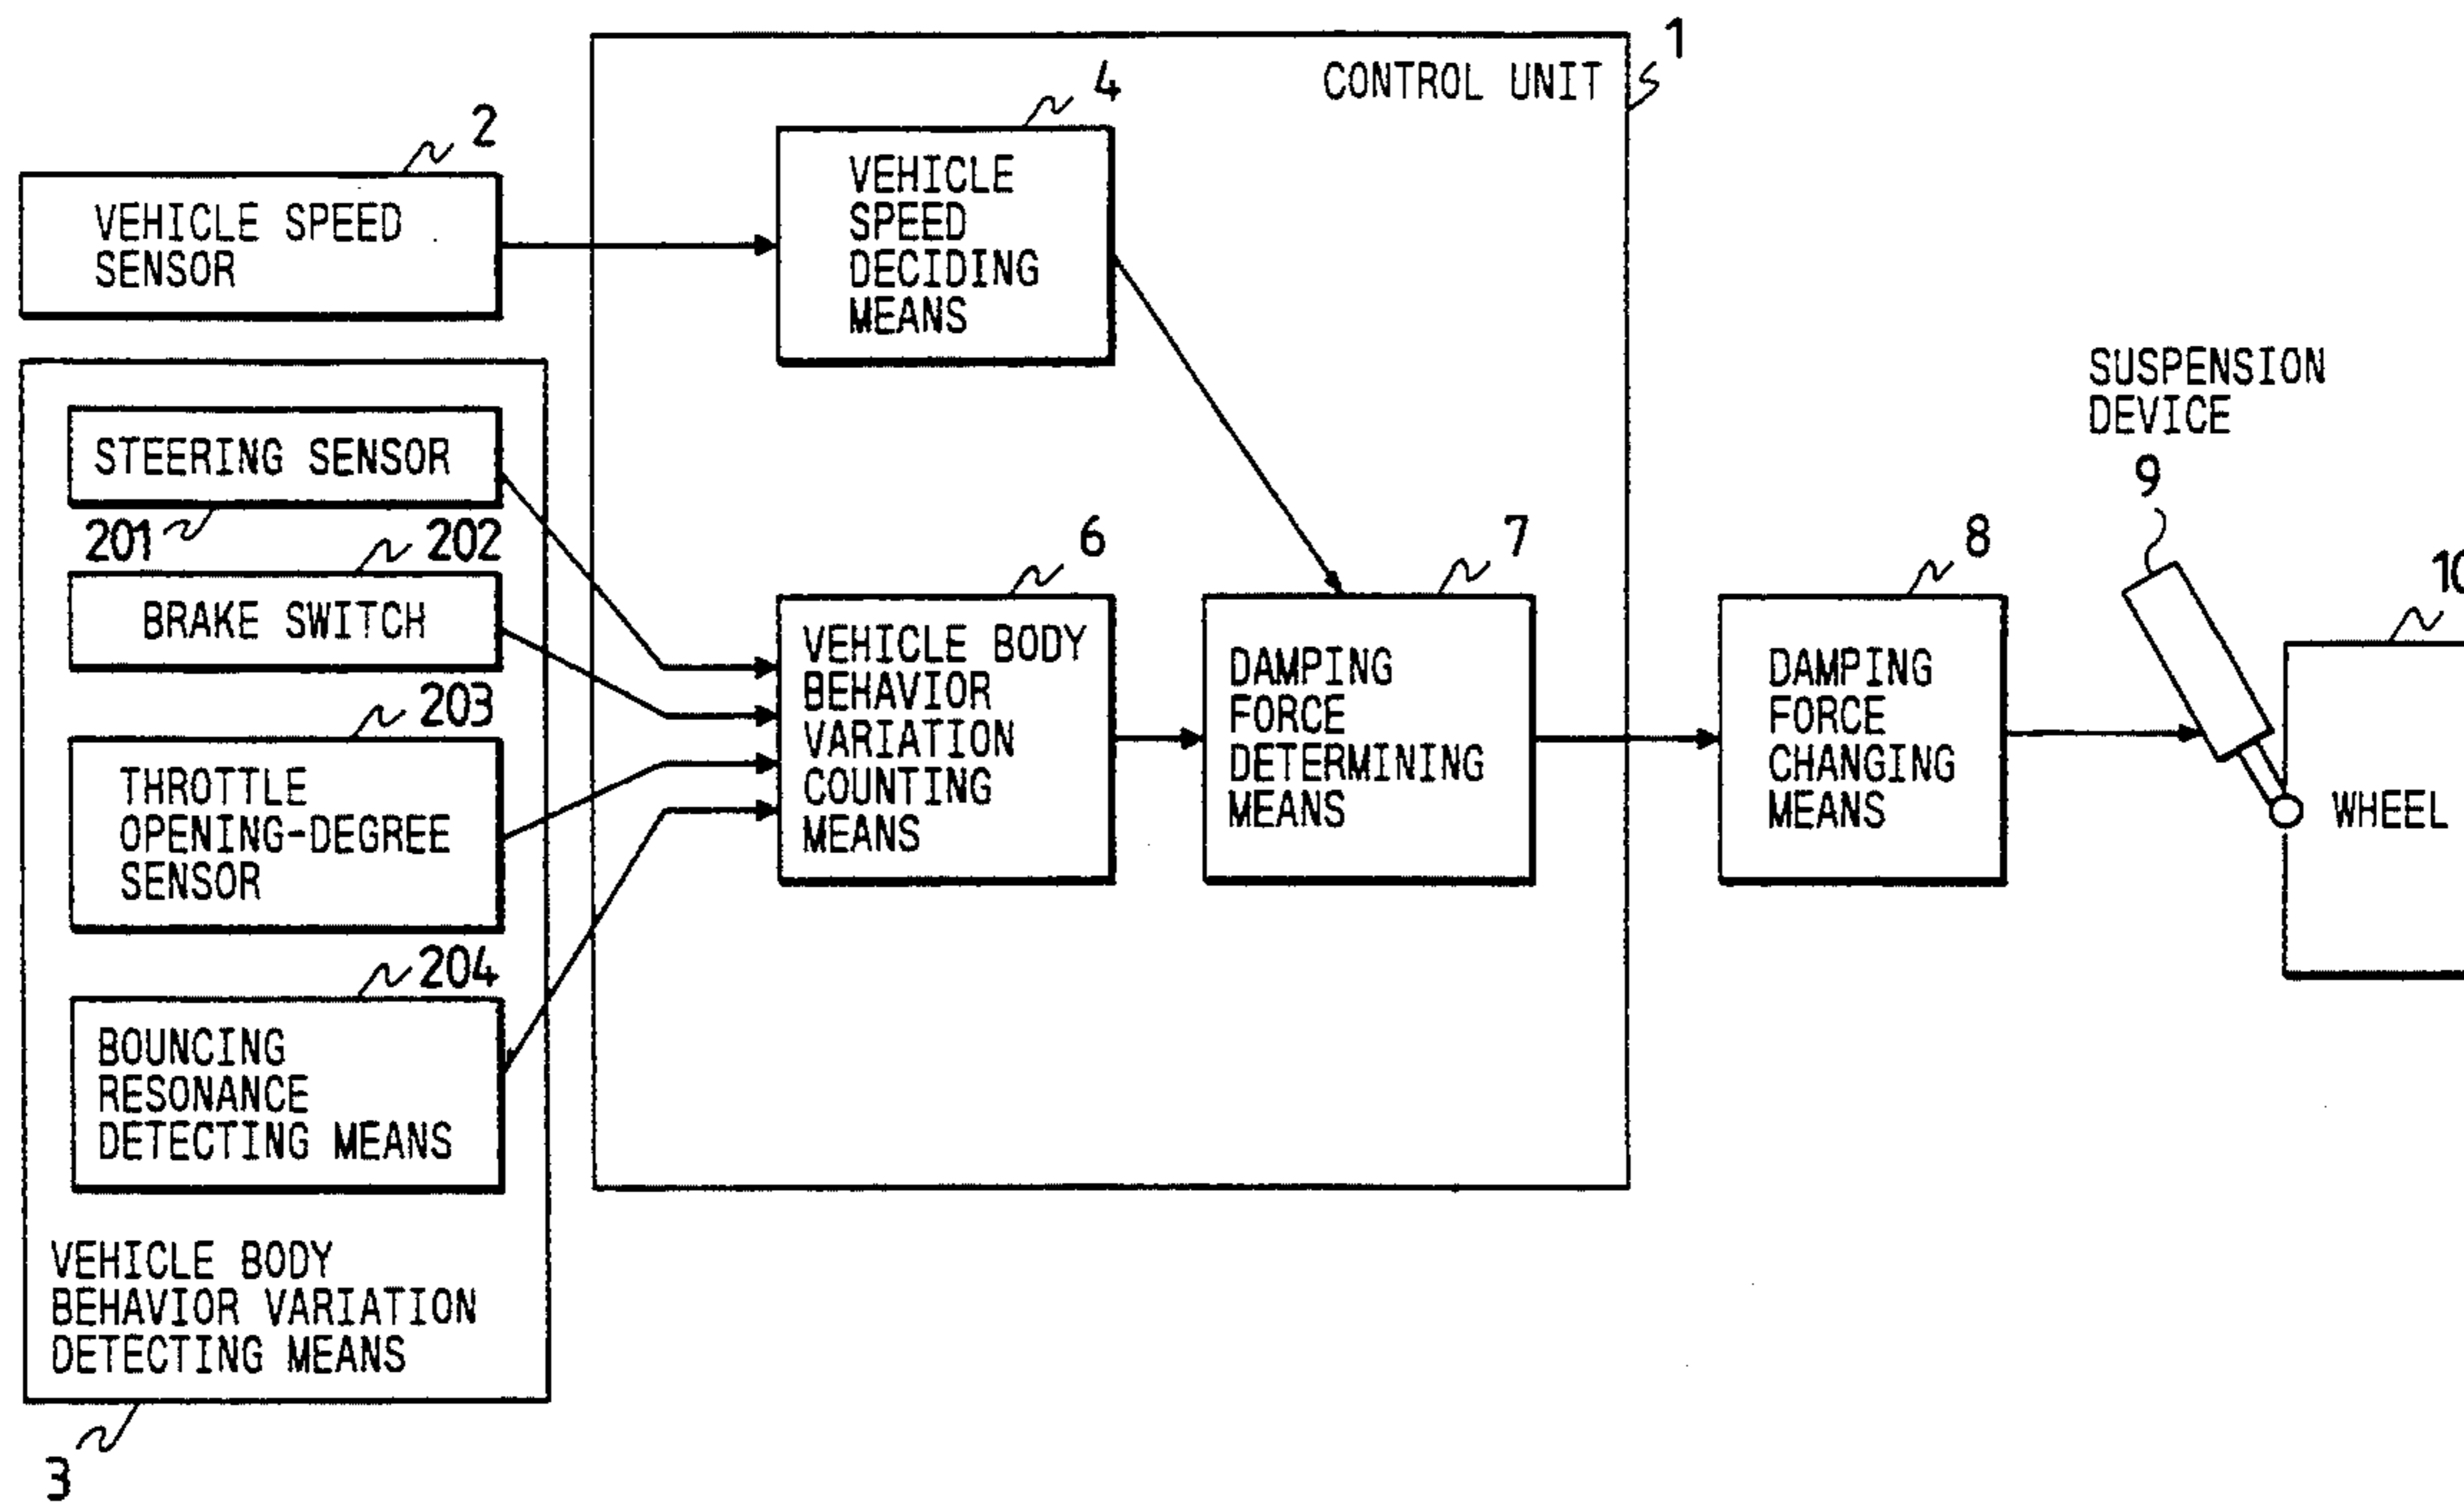 1
CONTROL UNIT
2
VEHICLE SPEED
SENSOR
4
VEHICLE
SPEED
DECIDING
MEANS
STEERING SENSOR
201
202
BRAKE SWITCH
203
THROTTLE
OPENING-DEGREE
SENSOR
204
BOUNCING
RESONANCE
DETECTING MEANS
VEHICLE BODY
BEHAVIOR VARIATION
DETECTING MEANS
3
6
VEHICLE BODY
BEHAVIOR
VARIATION
COUNTING
MEANS
7
DAMPING
FORCE
DETERMINING
MEANS
8
DAMPING
FORCE
CHANGING
MEANS
SUSPENSION
DEVICE
9
10
WHEEL